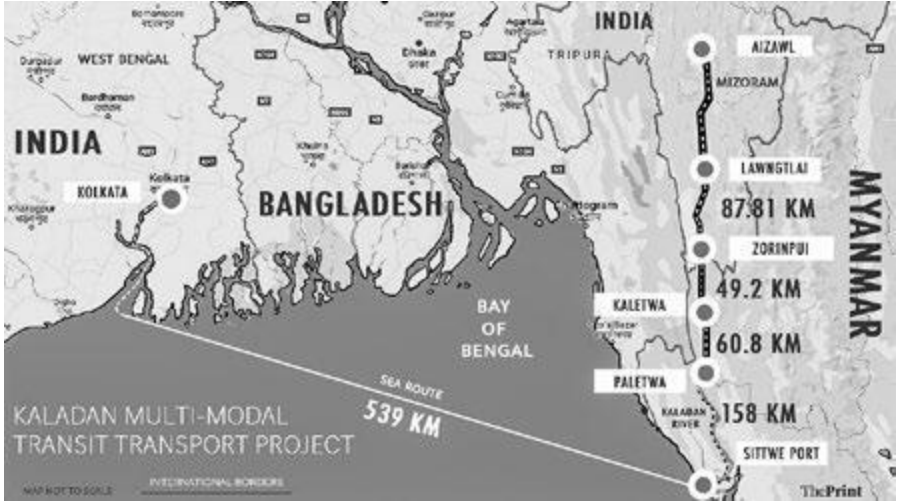 INDIA
AIZAWL
WEST BENGAL
Dhaka
TRIPURA
MIZORAM
Bardhaman
INDIA
LAWNGTLAI
KOLKATA
Kolkata
BANGLADESH
87.81 KM
MYANMAR
ZORINPUI
49.2 KM
BAY
OF
BENGAL
KALETWA
60.8 KM
PALETWA
SEA ROUTE
539 KM
KALADAN
RIVER
158 KM
KALADAN MULTI-MODAL
TRANSIT TRANSPORT PROJECT
SITTWE PORT
MAP NOT TO SCALE
INTERNATIONAL BORDERS
ThePrint